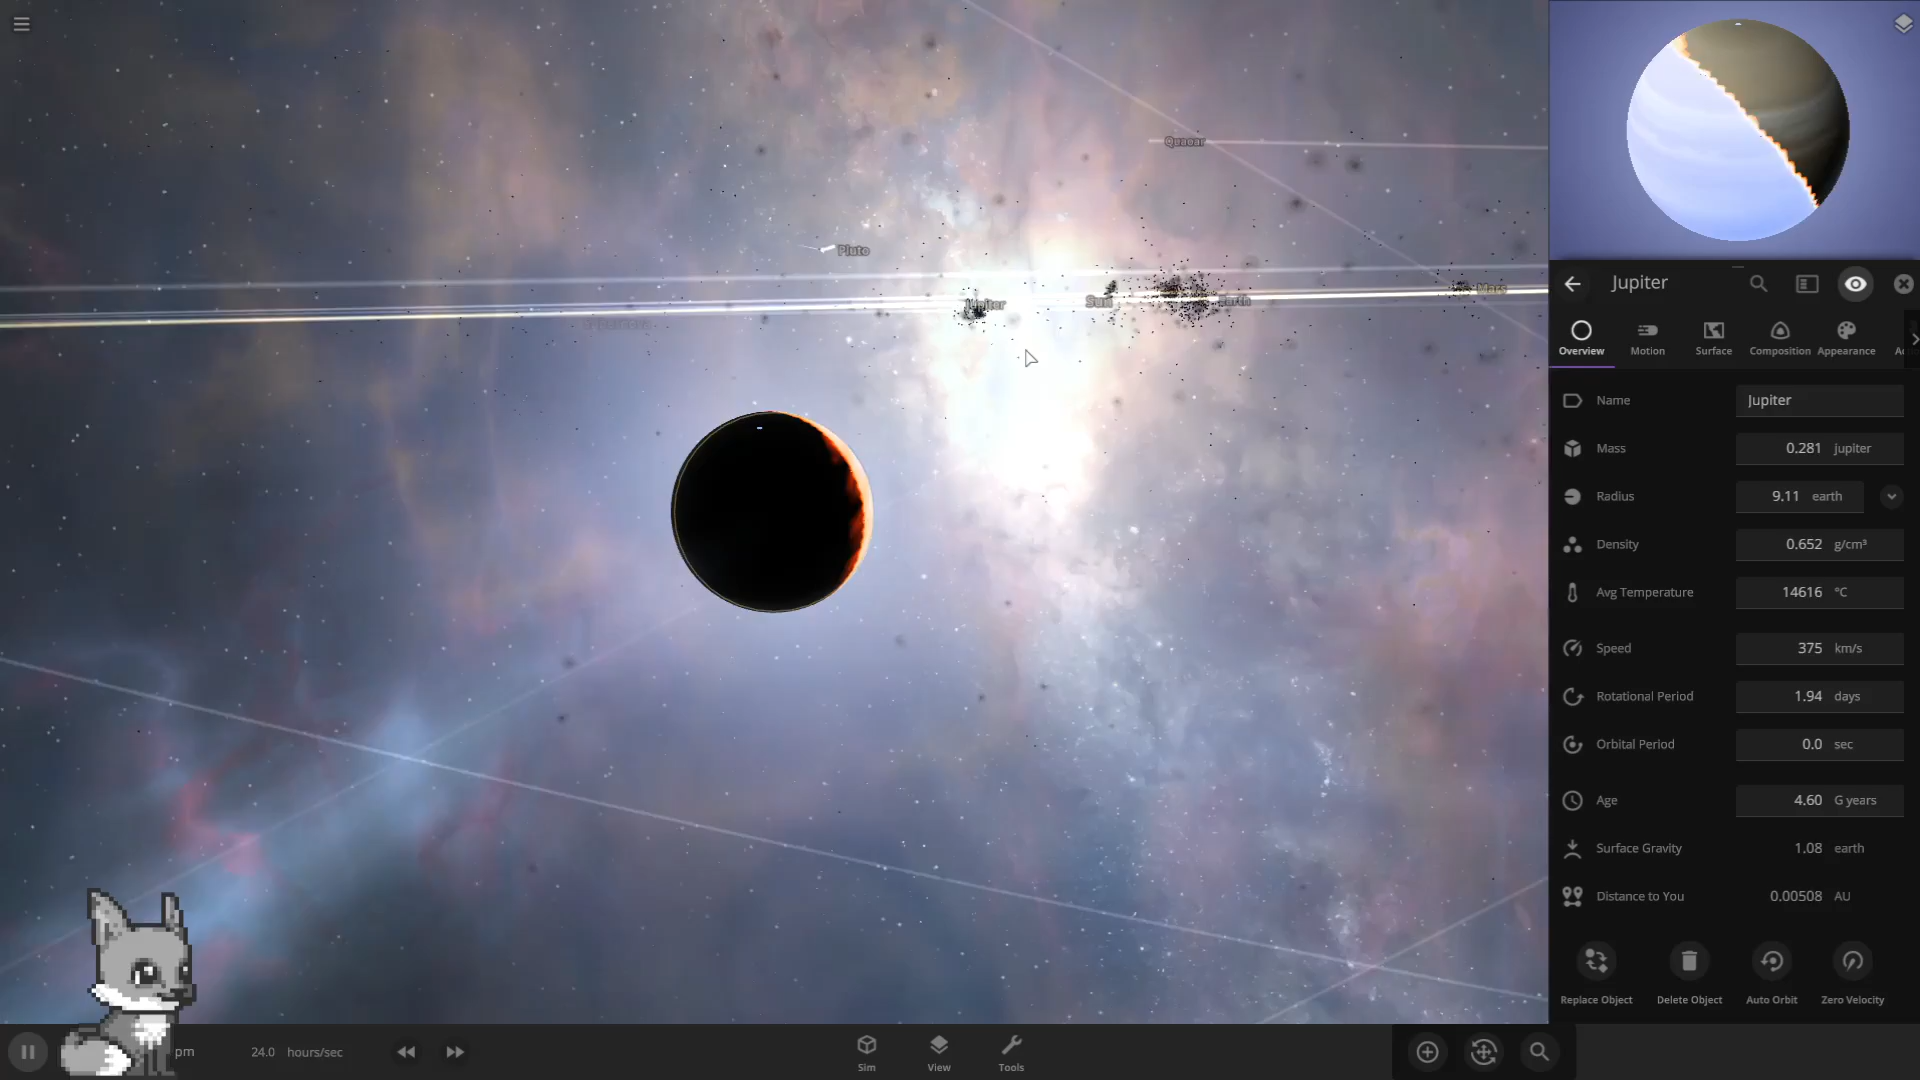 Quaoar
Pluto
Jupiter
Sun
Earth
Mars
Supernova
Jupiter
Overview
Motion
Surface
Composition
Appearance
Name Jupiter
Mass 0.281 jupiter
Radius 9.11 earth
Density 0.652 g/cm³
Avg Temperature 14616 °C
Speed 375 km/s
Rotational Period 1.94 days
Orbital Period 0.0 sec
Age 4.60 G years
Surface Gravity 1.08 earth
Distance to You 0.00508 AU
Replace Object
Delete Object
Auto Orbit
Zero Velocity
pm
24.0 hours/sec
Sim
View
Tools